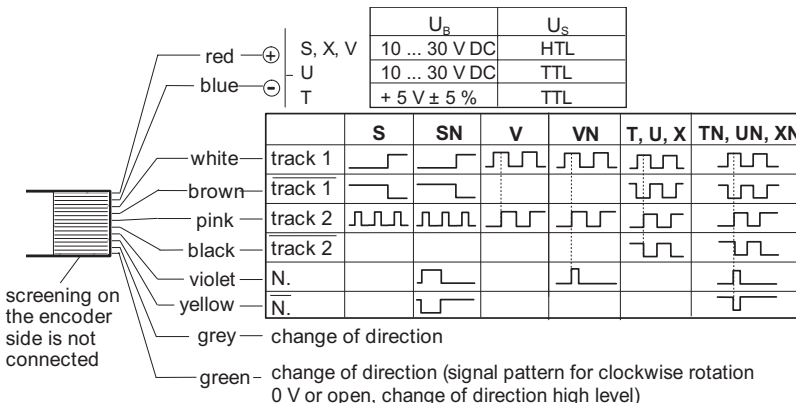 U_B U_S
red ⊕ S, X, V 10 ... 30 V DC HTL
U 10 ... 30 V DC TTL
blue ⊖
T + 5 V ± 5 % TTL
S SN V VN T, U, X TN, UN, XN
white track 1
brown t̅r̅a̅c̅k̅ ̅1̅
pink track 2
black t̅r̅a̅c̅k̅ ̅2̅
violet N.
yellow N̅.̅
screening on
the encoder
side is not
connected
grey change of direction
green change of direction (signal pattern for clockwise rotation
0 V or open, change of direction high level)